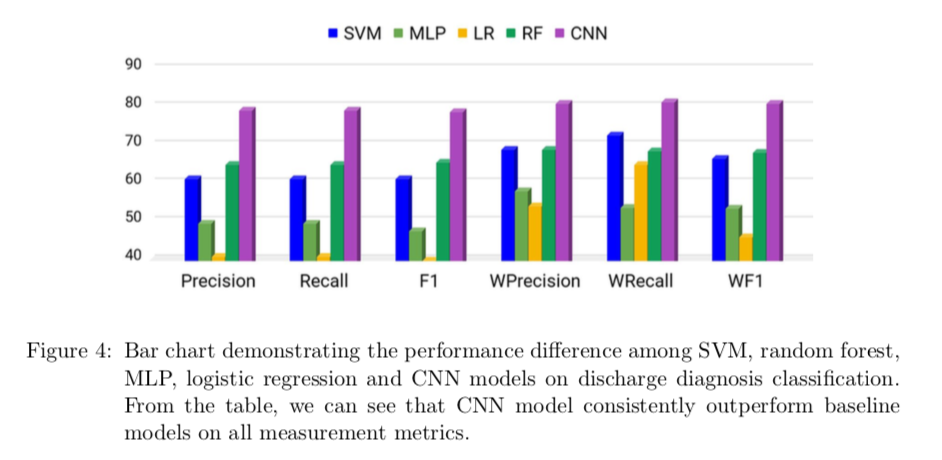 SVM MLP LR RF CNN
90
80
70
60
50
40
Precision Recall F1 WPrecision WRecall WF1
Figure 4: Bar chart demonstrating the performance difference among SVM, random forest,
MLP, logistic regression and CNN models on discharge diagnosis classification.
From the table, we can see that CNN model consistently outperform baseline
models on all measurement metrics.